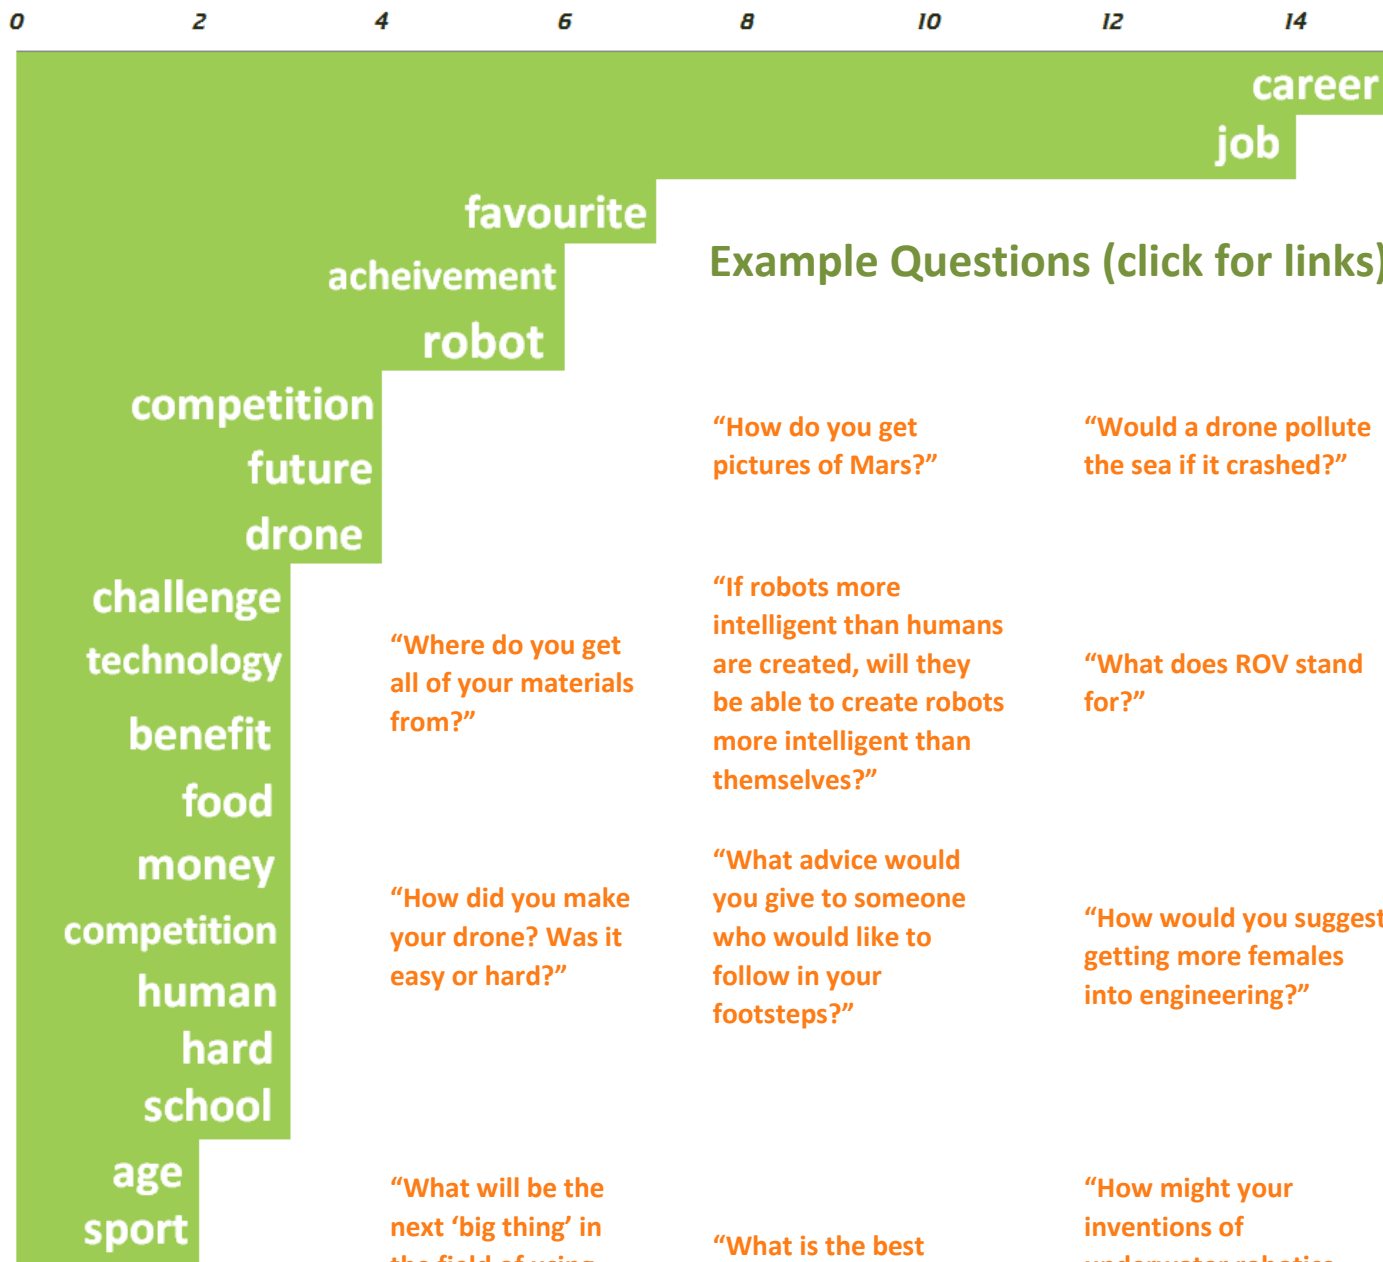 0 2 4 6 8 10 12 14
career
job
favourite
acheivement
robot
competition
future
drone
challenge
technology
benefit
food
money
competition
human
hard
school
age
sport
Example Questions (click for links)
“How do you get
pictures of Mars?”
“Would a drone pollute
the sea if it crashed?”
“Where do you get
all of your materials
from?”
“If robots more
intelligent than humans
are created, will they
be able to create robots
more intelligent than
themselves?”
“What does ROV stand
for?”
“How did you make
your drone? Was it
easy or hard?”
“What advice would
you give to someone
who would like to
follow in your
footsteps?”
“How would you suggest
getting more females
into engineering?”
“What will be the
next ‘big thing’ in
the field of using
“What is the best
“How might your
inventions of
underwater robotics